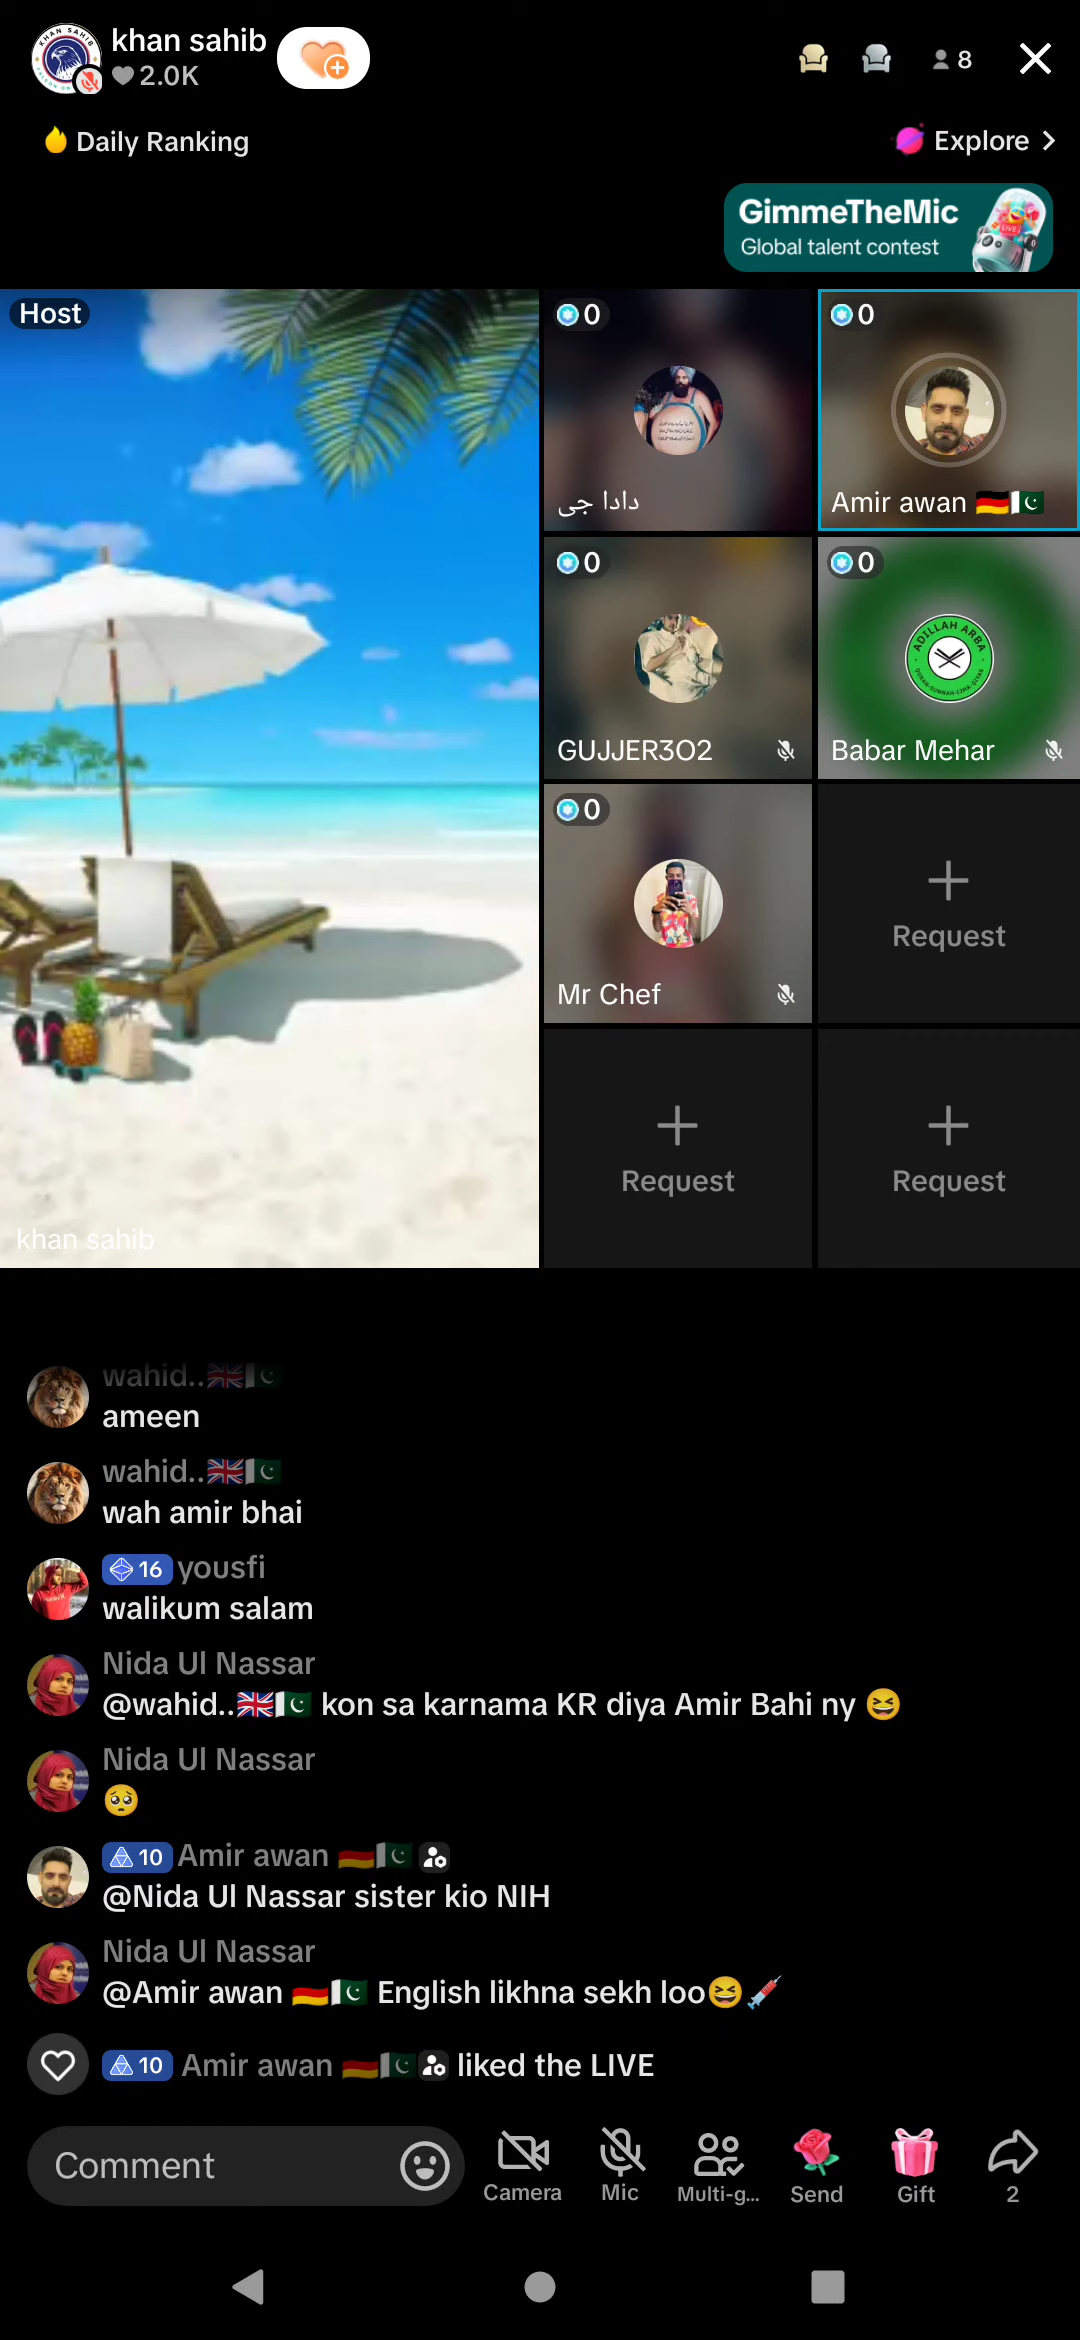 khan sahib
2.0K
8
Daily Ranking
Explore
GimmeTheMic
Global talent contest
Host
0
دادا جی
0
Amir awan 🇩🇪🇵🇰
0
GUJJER3O2
0
Babar Mehar
ADILLAH ARBA
0
Mr Chef
Request
Request
Request
khan sahib
wahid..🇬🇧🇵🇰
ameen
wahid..🇬🇧🇵🇰
wah amir bhai
16 yousfi
walikum salam
Nida Ul Nassar
@wahid..🇬🇧🇵🇰 kon sa karnama KR diya Amir Bahi ny 😆
Nida Ul Nassar
🥺
10 Amir awan 🇩🇪🇵🇰
@Nida Ul Nassar sister kio NIH
Nida Ul Nassar
@Amir awan 🇩🇪🇵🇰 English likhna sekh loo😆💉
10 Amir awan 🇩🇪🇵🇰 liked the LIVE
Comment
Camera
Mic
Multi-g...
Send
Gift
2